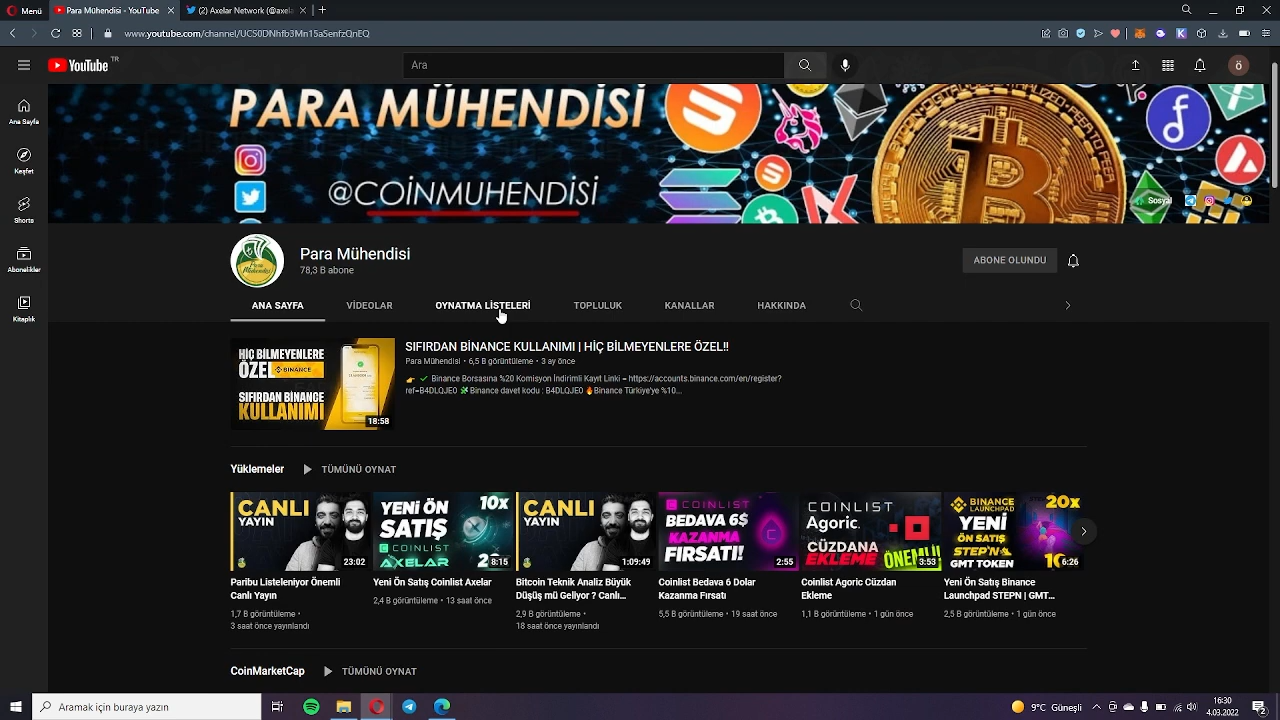 Menü
Para Mühendisi - YouTube
(2) Axelar Network (@axela
www.youtube.com/channel/UCS0DNhfb3Mn15aSenfzQnEQ
YouTube TR
Ara
ö
PARA MÜHENDİSİ
@COİNMUHENDİSİ
Sosyal
Ana Sayfa
Keşfet
Shorts
Abonelikler
Kitaplık
Para Mühendisi
78,3 B abone
ABONE OLUNDU
ANA SAYFA
VİDEOLAR
OYNATMA LİSTELERİ
TOPLULUK
KANALLAR
HAKKINDA
HİÇ BİLMEYENLERE
ÖZEL
BINANCE
SIFIRDAN BİNANCE
KULLANIMI
18:58
SIFIRDAN BİNANCE KULLANIMI | HİÇ BİLMEYENLERE ÖZEL!!
Para Mühendisi • 6,5 B görüntüleme • 3 ay önce
Binance Borsasına %20 Komisyon İndirimli Kayıt Linki – https://accounts.binance.com/en/register?
ref=B4DLQJE0 Binance davet kodu : B4DLQJE0 Binance Türkiye'ye %10...
Yüklemeler
TÜMÜNÜ OYNAT
CANLI
YAYIN
23:02
YENİ ÖN
SATIŞ
10x
COINLIST
AXELAR
8:15
CANLI
YAYIN
1:09:49
COINLIST
BEDAVA 6$
KAZANMA
FIRSATI!
2:55
COINLIST
Agoric
CÜZDANA
EKLEME
ÖNEMLİ!
3:53
BINANCE
LAUNCHPAD
20x
YENİ
ÖN SATIŞ
STEP'N
GMT TOKEN
6:26
Paribu Listeleniyor Önemli
Canlı Yayın
1,7 B görüntüleme •
3 saat önce yayınlandı
Yeni Ön Satış Coinlist Axelar
2,4 B görüntüleme • 13 saat önce
Bitcoin Teknik Analiz Büyük
Düşüş mü Geliyor ? Canlı...
2,9 B görüntüleme •
18 saat önce yayınlandı
Coinlist Bedava 6 Dolar
Kazanma Fırsatı
5,5 B görüntüleme • 19 saat önce
Coinlist Agoric Cüzdan
Ekleme
1,1 B görüntüleme • 1 gün önce
Yeni Ön Satış Binance
Launchpad STEPN | GMT...
2,5 B görüntüleme • 1 gün önce
CoinMarketCap
TÜMÜNÜ OYNAT
Aramak için buraya yazın
9°C Güneşli
16:30
4.03.2022